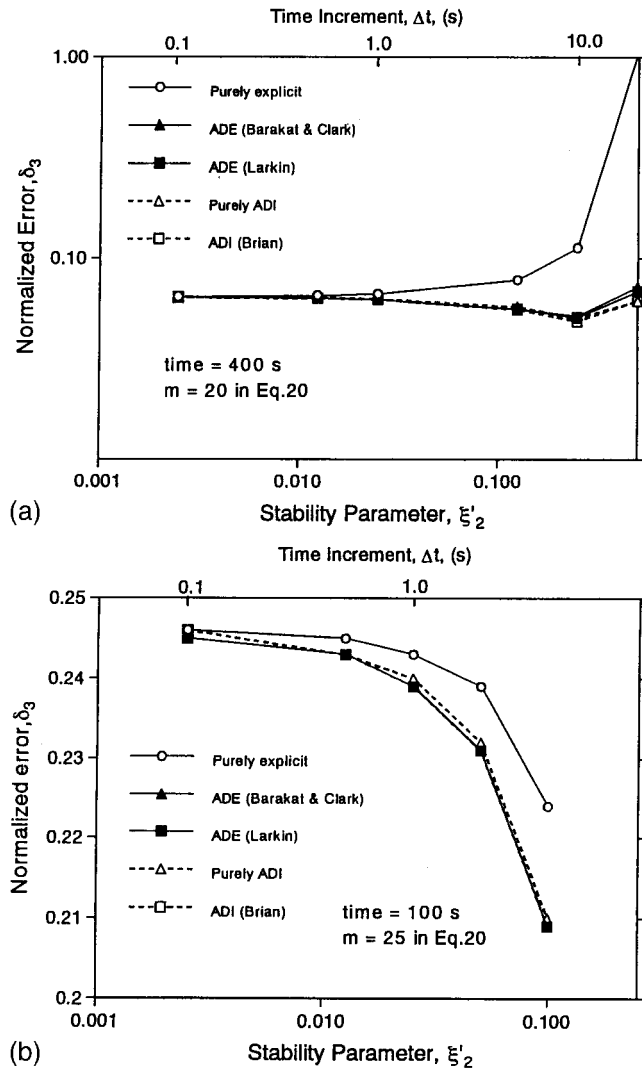 Time Increment, Δt, (s)
0.1 1.0 10.0
1.00
0.10
Normalized Error,δ₃
Purely explicit
ADE (Barakat & Clark)
ADE (Larkin)
Purely ADI
ADI (Brian)
time = 400 s
m = 20 in Eq.20
0.001 0.010 0.100
Stability Parameter, ξ'₂
(a)
Time Increment, Δt, (s)
0.1 1.0
0.25
0.24
0.23
0.22
0.21
0.2
Normalized error,δ₃
Purely explicit
ADE (Barakat & Clark)
ADE (Larkin)
Purely ADI
ADI (Brian)
time = 100 s
m = 25 in Eq.20
0.001 0.010 0.100
Stability Parameter, ξ'₂
(b)